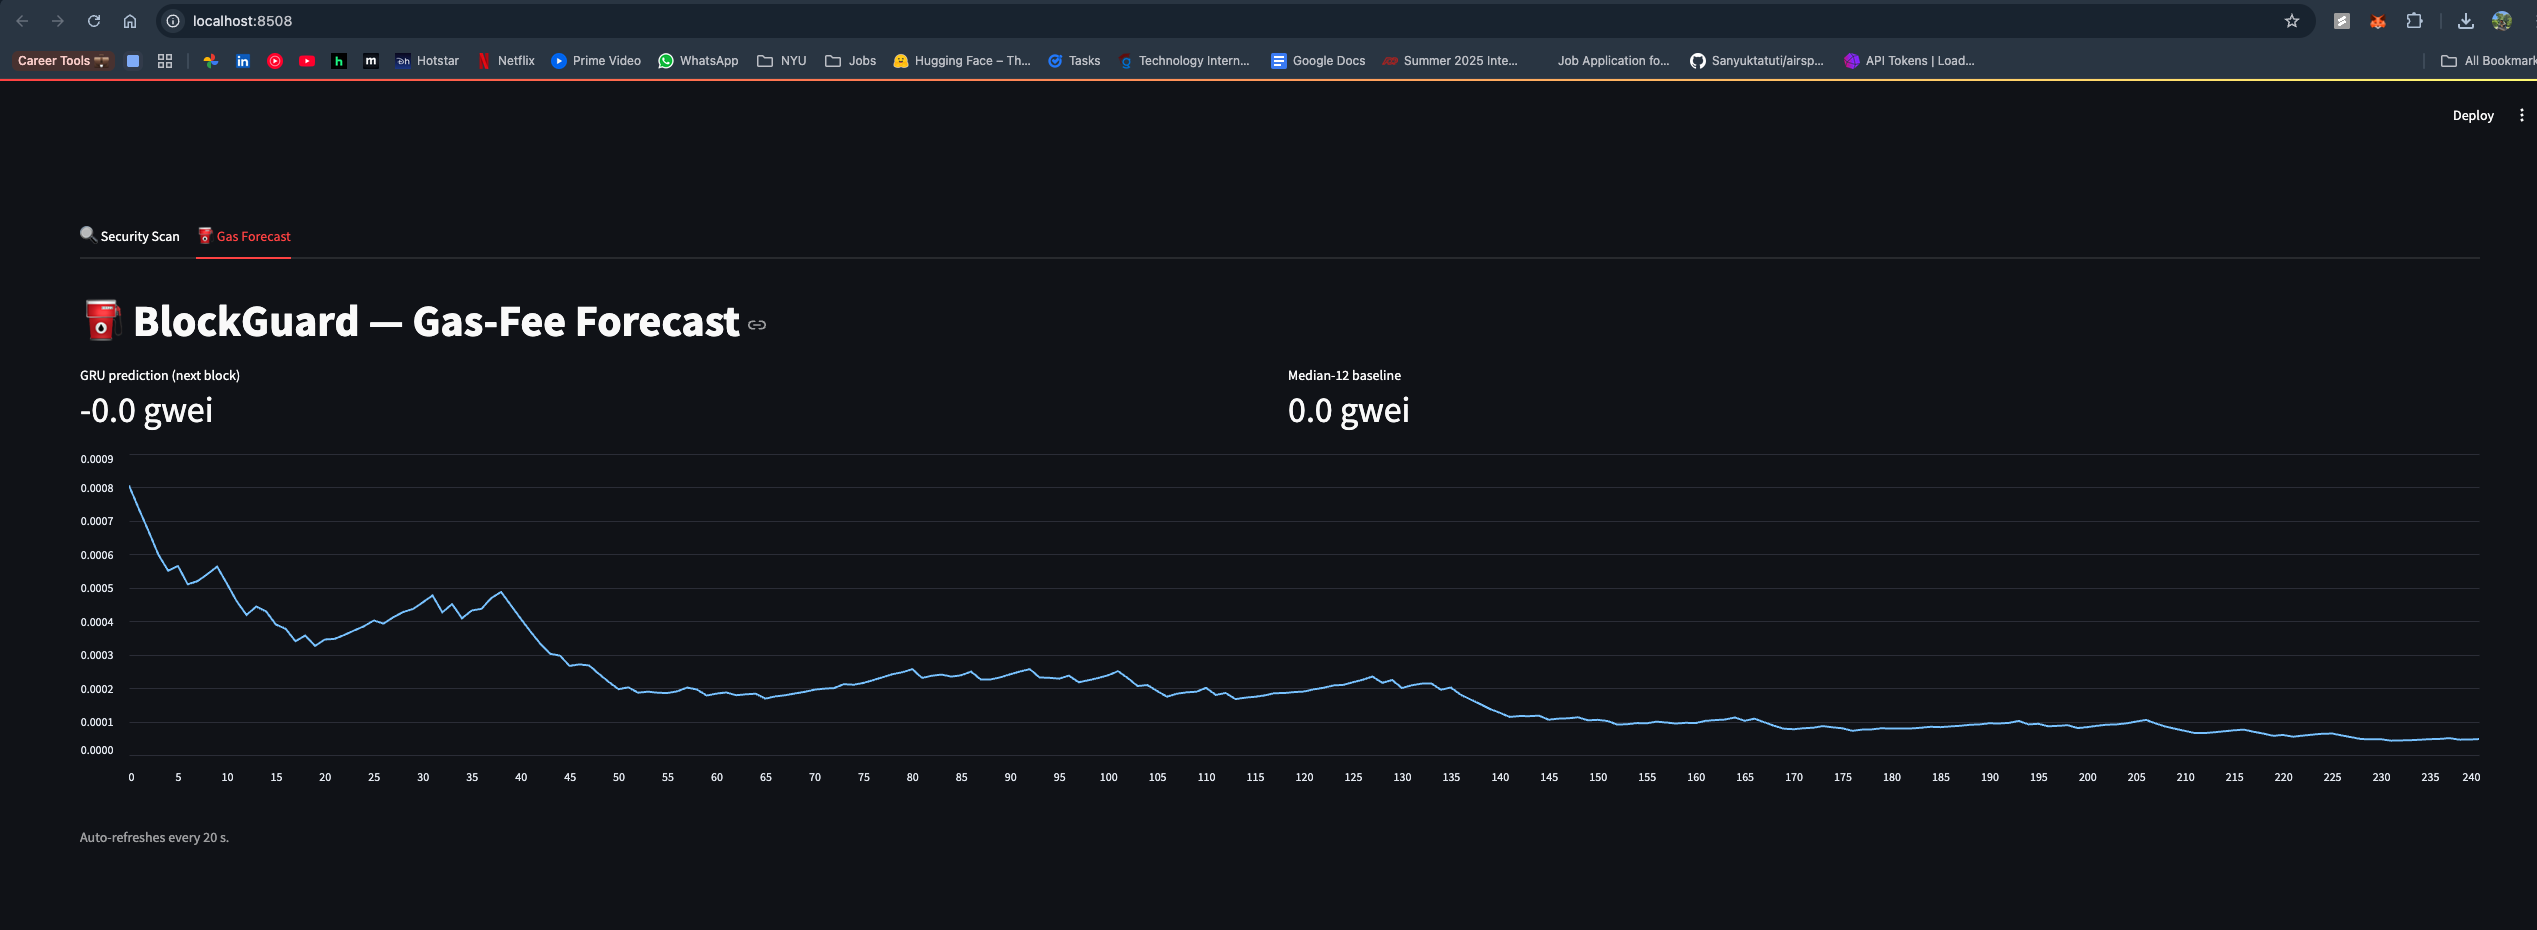 localhost:8508
Career Tools
Hotstar
Netflix
Prime Video
WhatsApp
NYU
Jobs
Hugging Face – Th...
Tasks
Technology Intern...
Google Docs
Summer 2025 Inte...
Job Application fo...
Sanyuktatuti/airsp...
API Tokens | Load...
All Bookmark
Deploy
Security Scan
Gas Forecast
BlockGuard — Gas-Fee Forecast
GRU prediction (next block)
Median-12 baseline
-0.0 gwei
0.0 gwei
0.0009
0.0008
0.0007
0.0006
0.0005
0.0004
0.0003
0.0002
0.0001
0.0000
0 5 10 15 20 25 30 35 40 45 50 55 60 65 70 75 80 85 90 95 100 105 110 115 120 125 130 135 140 145 150 155 160 165 170 175 180 185 190 195 200 205 210 215 220 225 230 235 240
Auto-refreshes every 20 s.